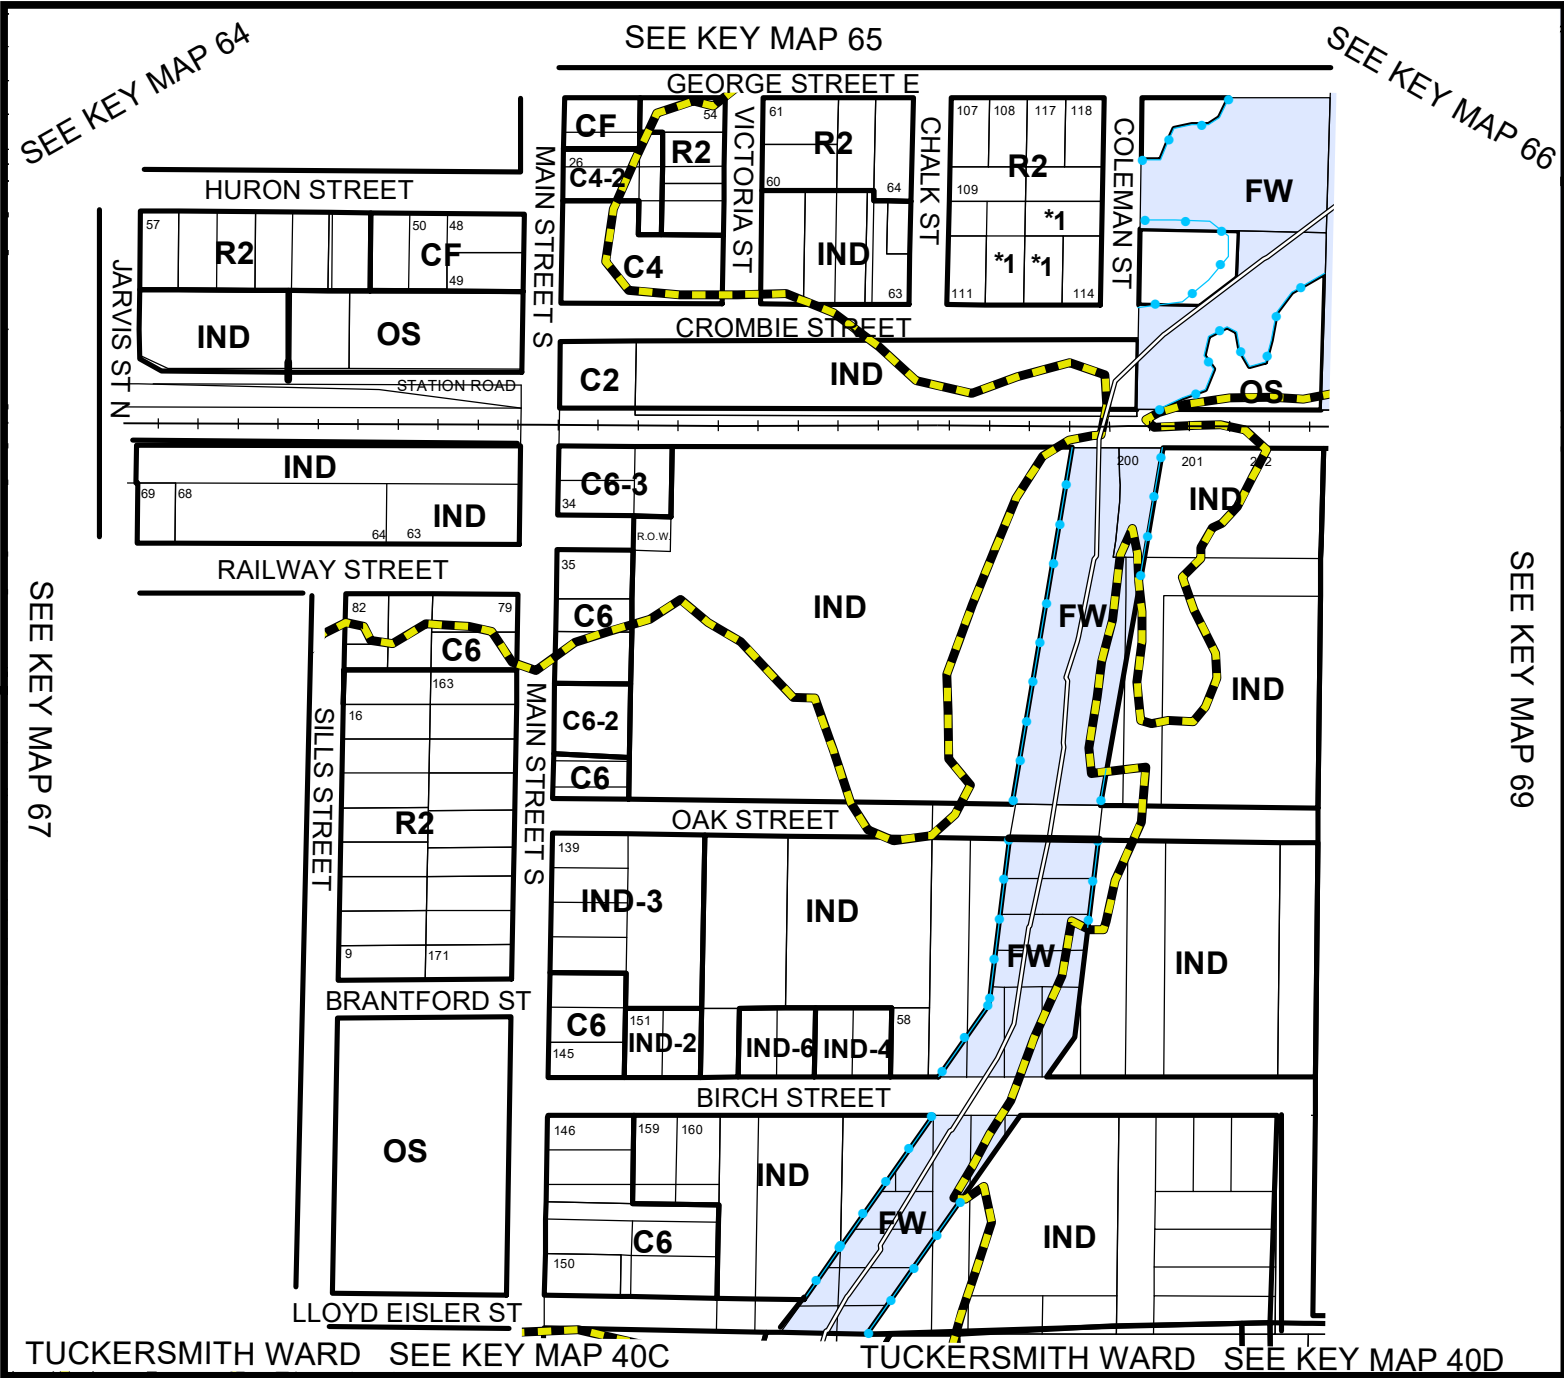 SEE KEY MAP 64
SEE KEY MAP 65
SEE KEY MAP 66
GEORGE STREET E
CF
54
R2
26
C4-2
C4
VICTORIA ST
61
R2
60
64
IND
63
CHALK ST
107
108
117
118
R2
109
*1
*1
*1
111
114
COLEMAN ST
FW
HURON STREET
57
R2
50
48
CF
49
IND
OS
JARVIS ST N
MAIN STREET S
STATION ROAD
CROMBIE STREET
C2
IND
OS
IND
69
68
64
63
IND
C6-3
34
R.O.W.
200
201
202
IND
RAILWAY STREET
35
C6
IND
FW
IND
82
79
C6
163
16
R2
9
171
SILLS STREET
MAIN STREET S
C6-2
C6
SEE KEY MAP 67
SEE KEY MAP 69
OAK STREET
139
IND-3
IND
FW
IND
BRANTFORD ST
C6
145
151
IND-2
IND-6
IND-4
58
BIRCH STREET
OS
146
159
160
IND
FW
IND
C6
150
LLOYD EISLER ST
TUCKERSMITH WARD SEE KEY MAP 40C
TUCKERSMITH WARD SEE KEY MAP 40D